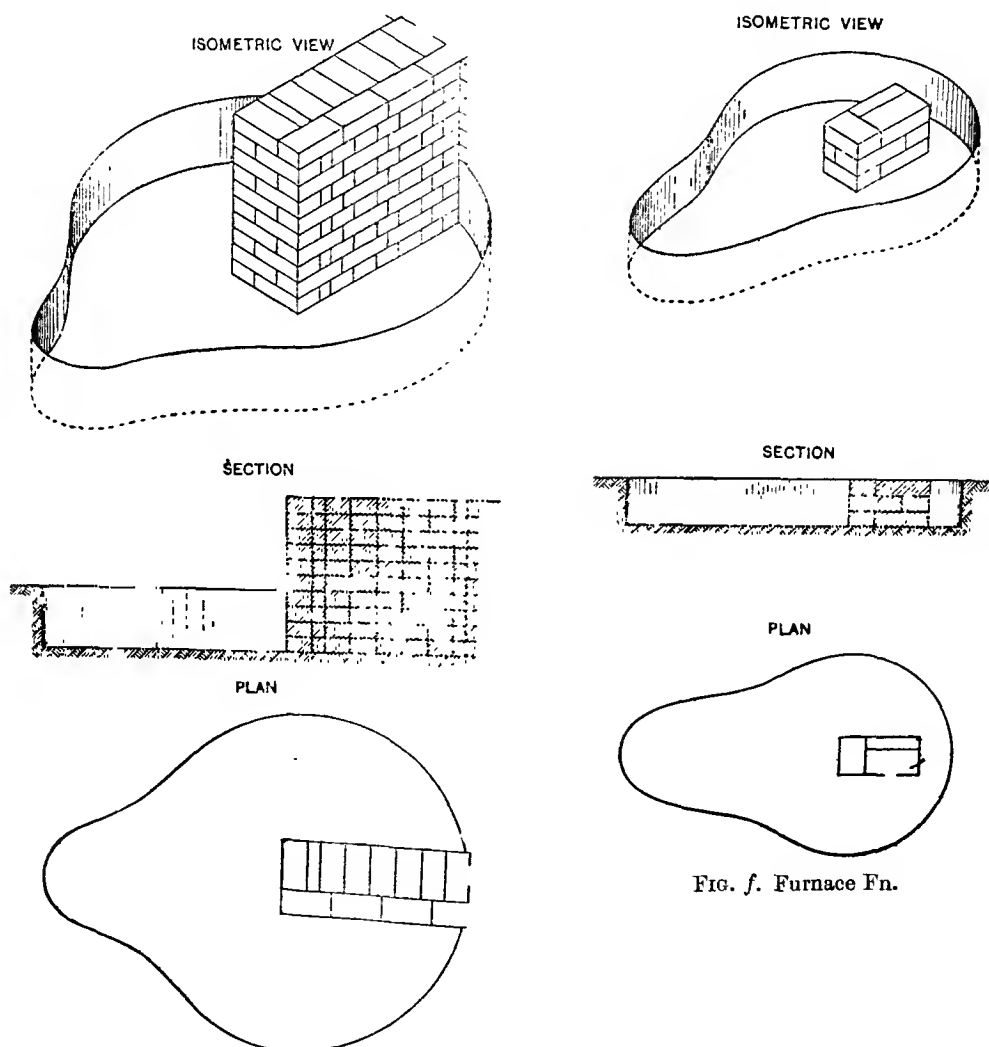 ISOMETRIC VIEW
SECTION
PLAN
ISOMETRIC VIEW
SECTION
PLAN
FIG. f. Furnace Fn.